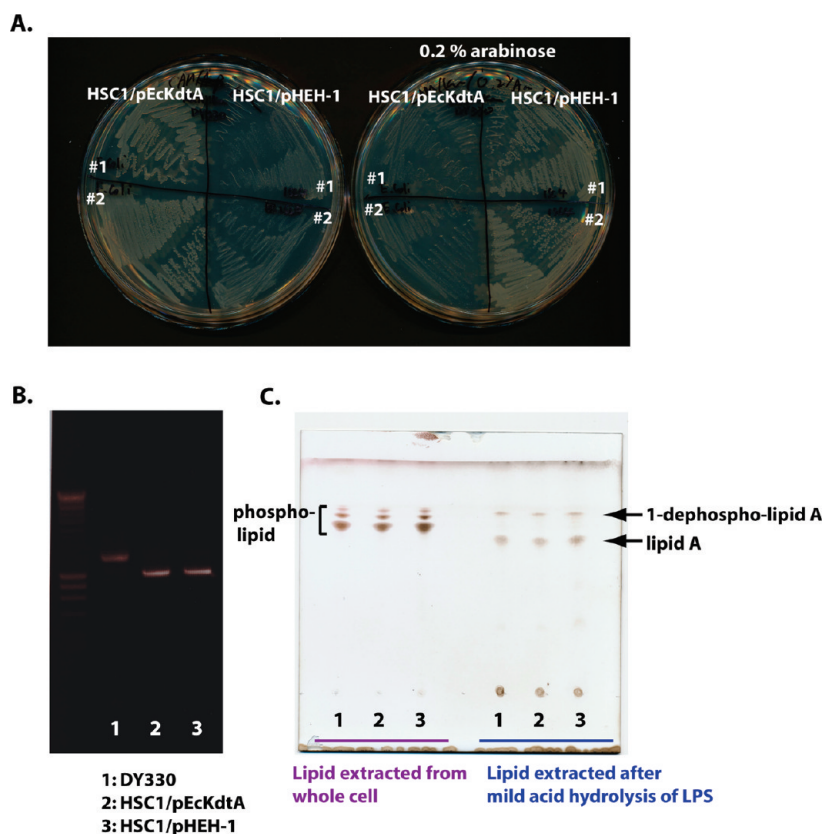 A.
0.2 % arabinose
HSC1/pEcKdtA
HSC1/pHEH-1
HSC1/pEcKdtA
HSC1/pHEH-1
#1
#1
#2
#2
#1
#1
#2
#2
B.
C.
phospho-
lipid
1-dephospho-lipid A
lipid A
1
2
3
1
2
3
1
2
3
Lipid extracted from
whole cell
Lipid extracted after
mild acid hydrolysis of LPS
1: DY330
2: HSC1/pEcKdtA
3: HSC1/pHEH-1